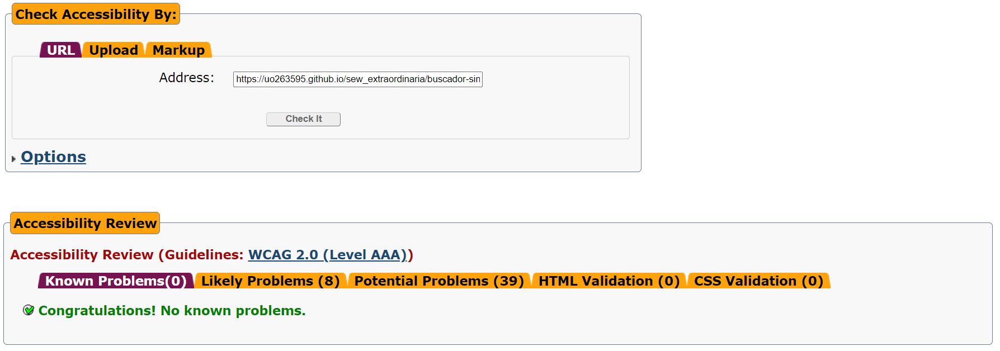 Check Accessibility By:
URL Upload Markup
Address: https://uo263595.github.io/sew_extraordinaria/buscador-sin
Check It
Options
Accessibility Review
Accessibility Review (Guidelines: WCAG 2.0 (Level AAA))
Known Problems(0) Likely Problems (8) Potential Problems (39) HTML Validation (0) CSS Validation (0)
Congratulations! No known problems.